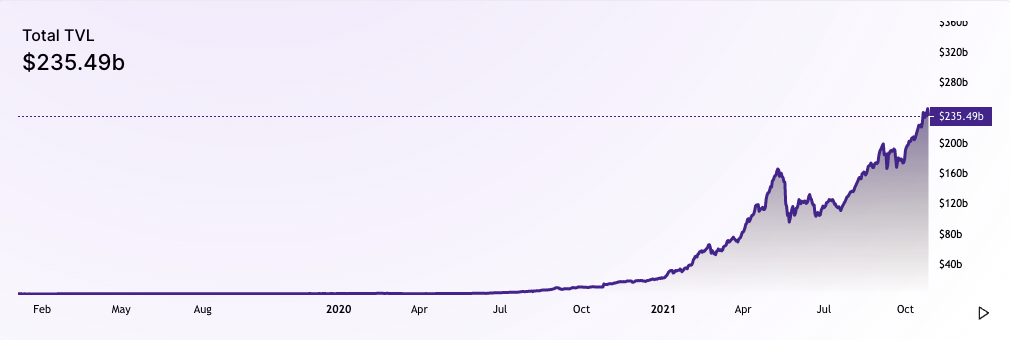 Total TVL
$235.49b
$360b
$320b
$280b
$235.49b
$200b
$160b
$120b
$80b
$40b
Feb May Aug 2020 Apr Jul Oct 2021 Apr Jul Oct